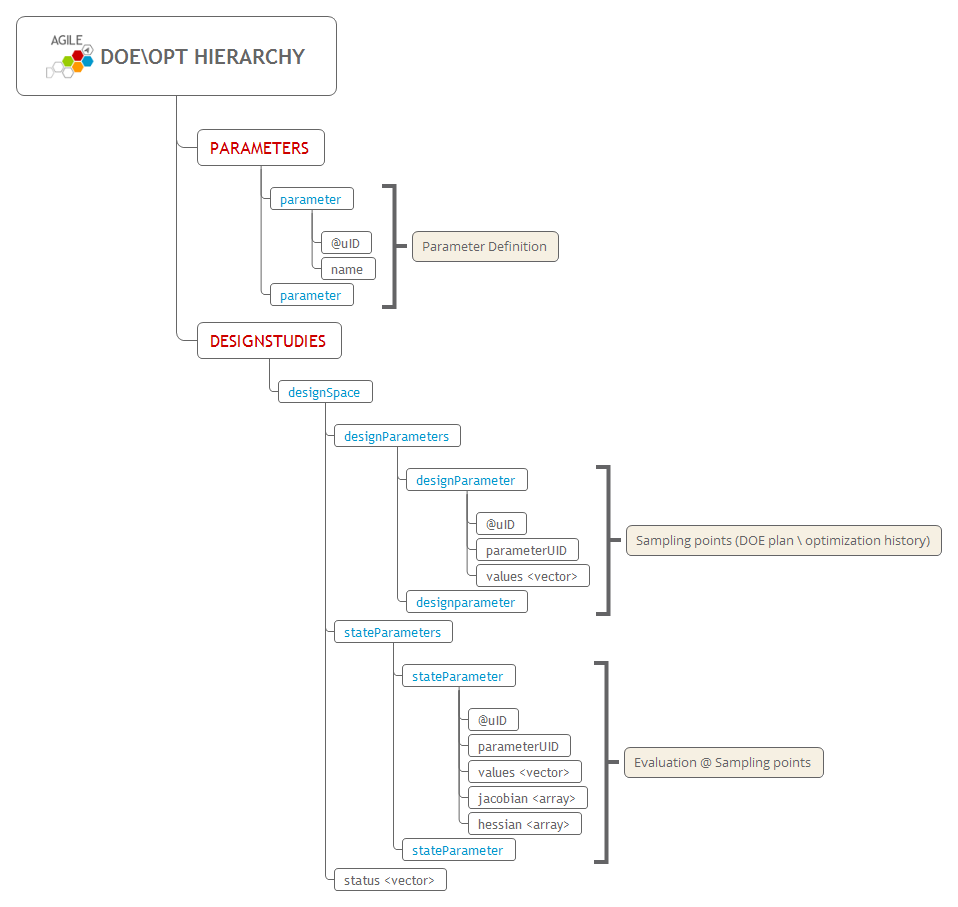 AGILE
DOE\OPT HIERARCHY
PARAMETERS
parameter
@uID
name
parameter
Parameter Definition
DESIGNSTUDIES
designSpace
designParameters
designParameter
@uID
parameterUID
values <vector>
designparameter
Sampling points (DOE plan \ optimization history)
stateParameters
stateParameter
@uID
parameterUID
values <vector>
jacobian <array>
hessian <array>
stateParameter
Evaluation @ Sampling points
status <vector>